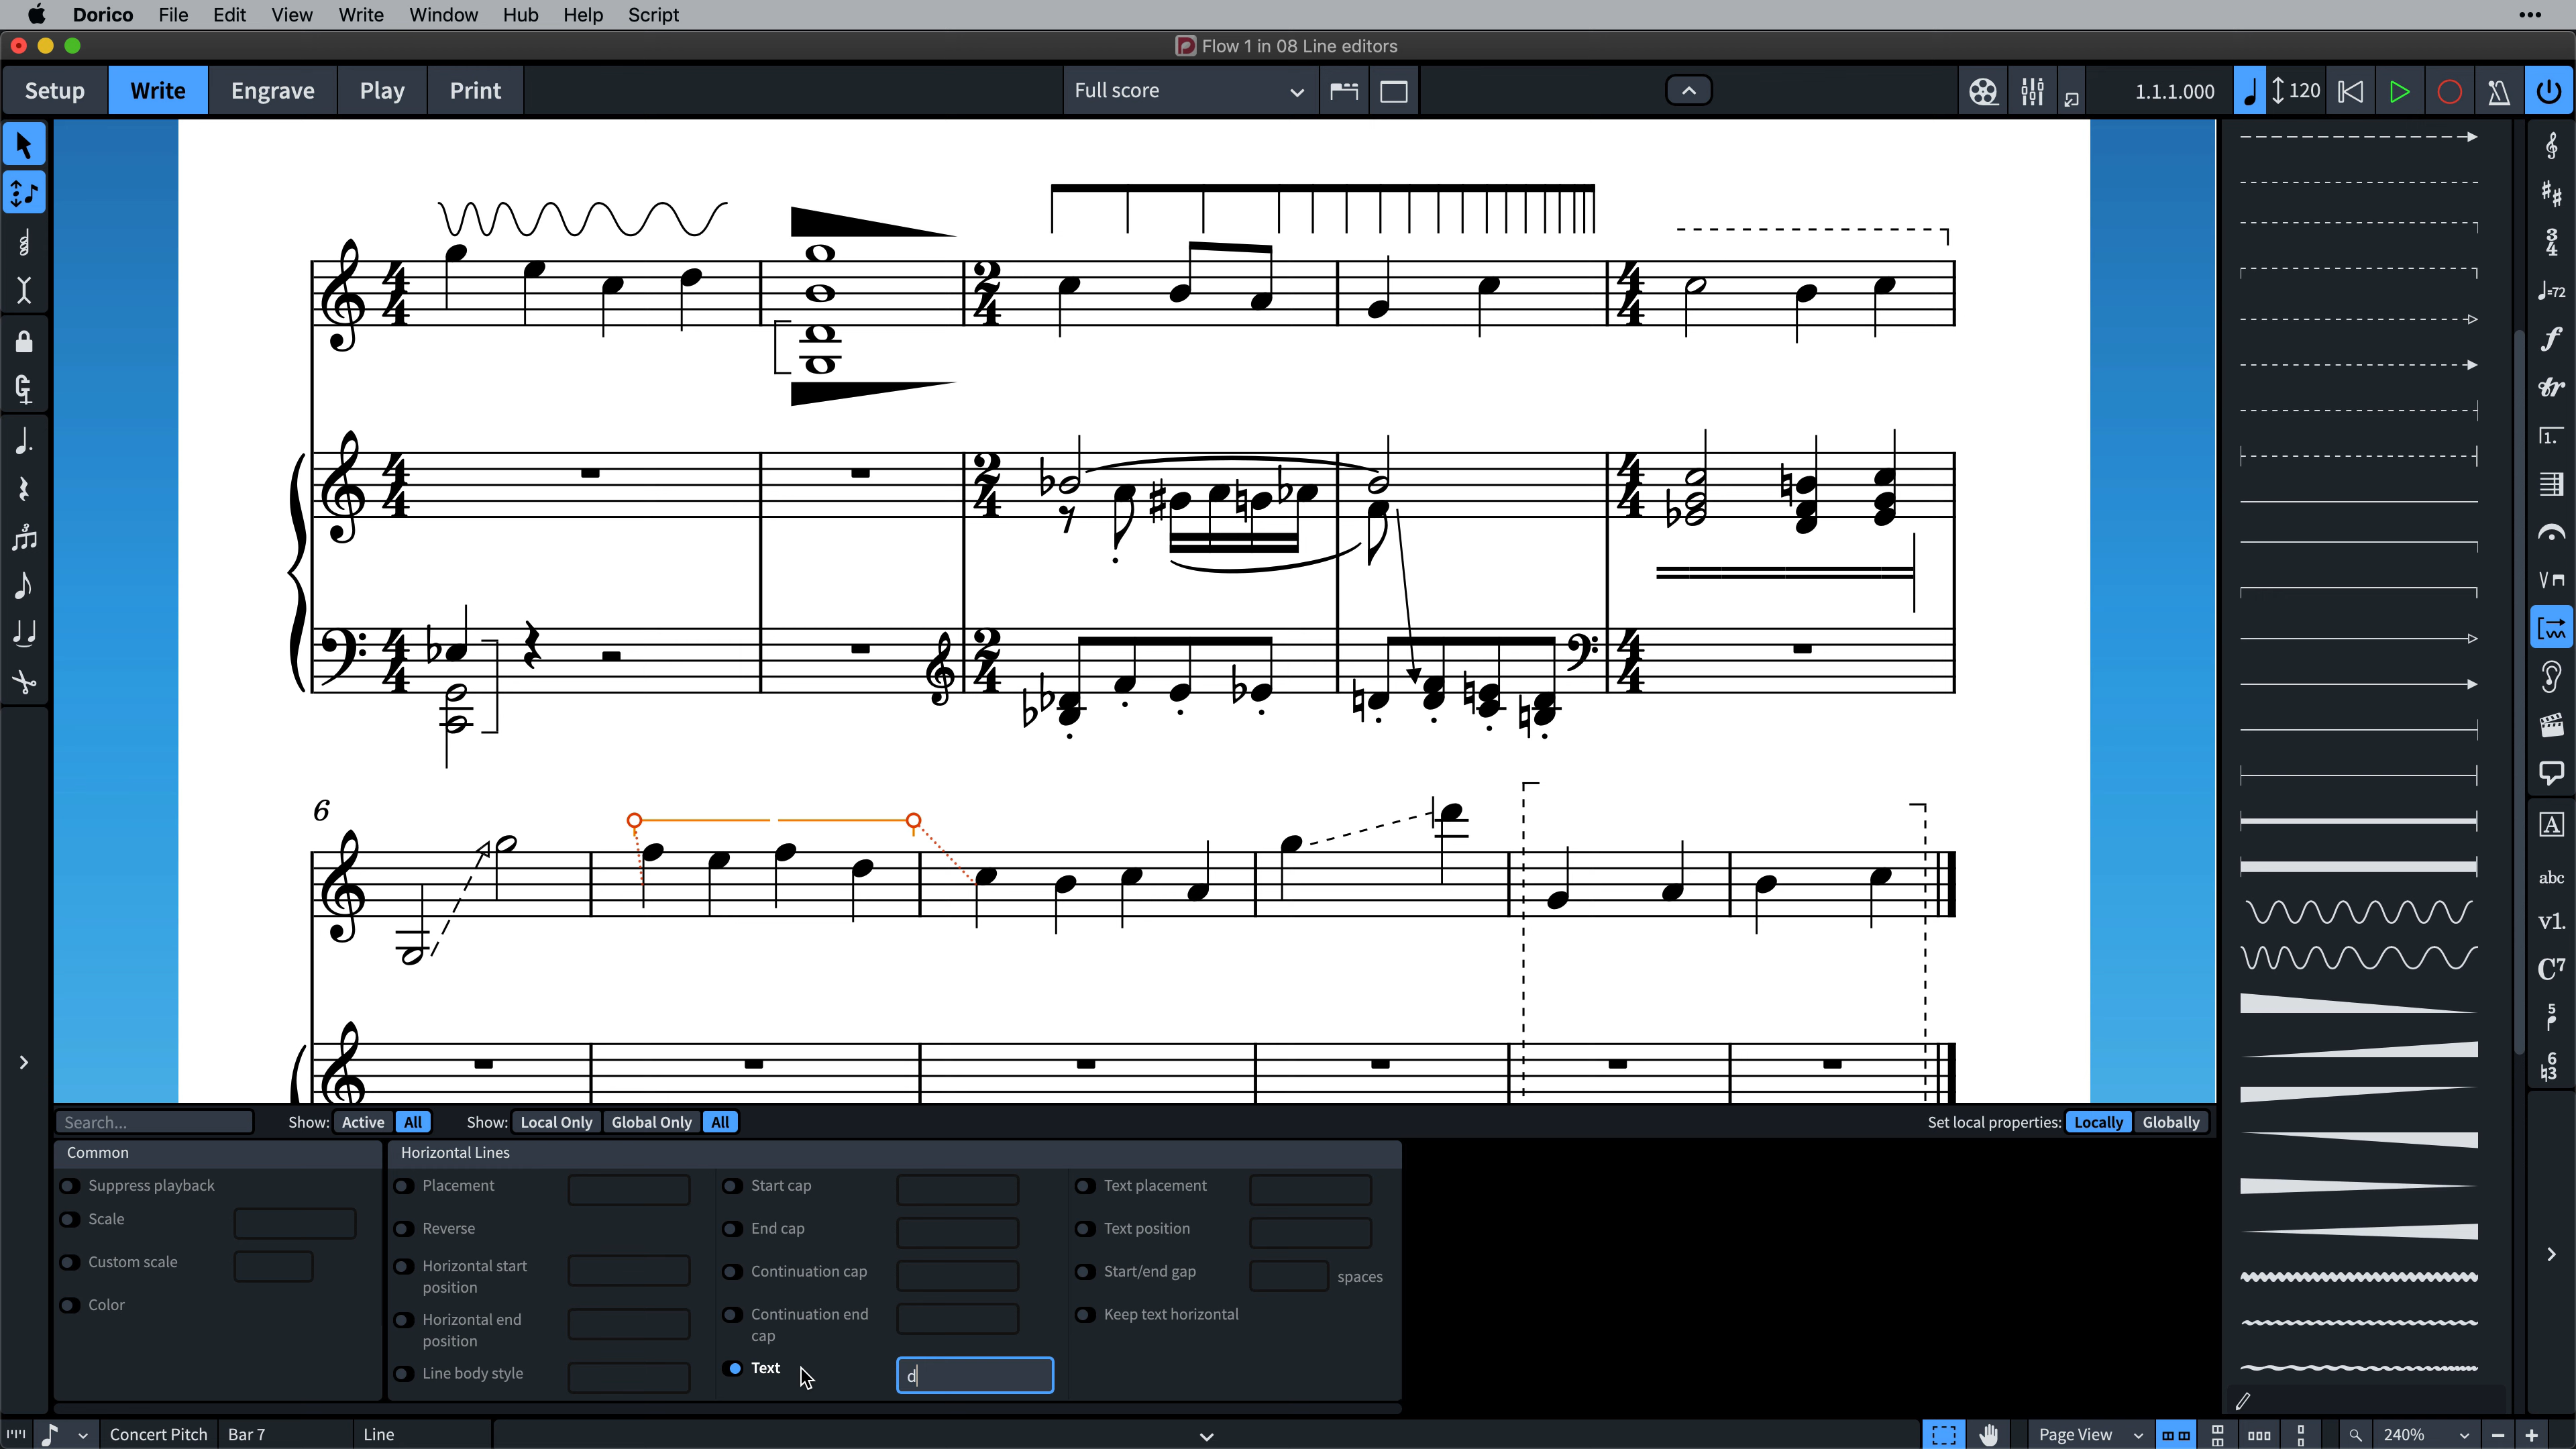 Dorico File Edit View Write Window Hub Help Script
Flow 1 in 08 Line editors
Setup Write Engrave Play Print Full score 1.1.1.000 120
=72
1.
A
abc
v1.
C7
6
Search... Show: Active All Show: Local Only Global Only All Set local properties: Locally Globally
Common Horizontal Lines
Suppress playback Placement Start cap Text placement
Scale Reverse End cap Text position
Custom scale Horizontal start position Continuation cap Start/end gap spaces
Color Horizontal end position Continuation end cap Keep text horizontal
Line body style Text d
Concert Pitch Bar 7 Line Page View 240%